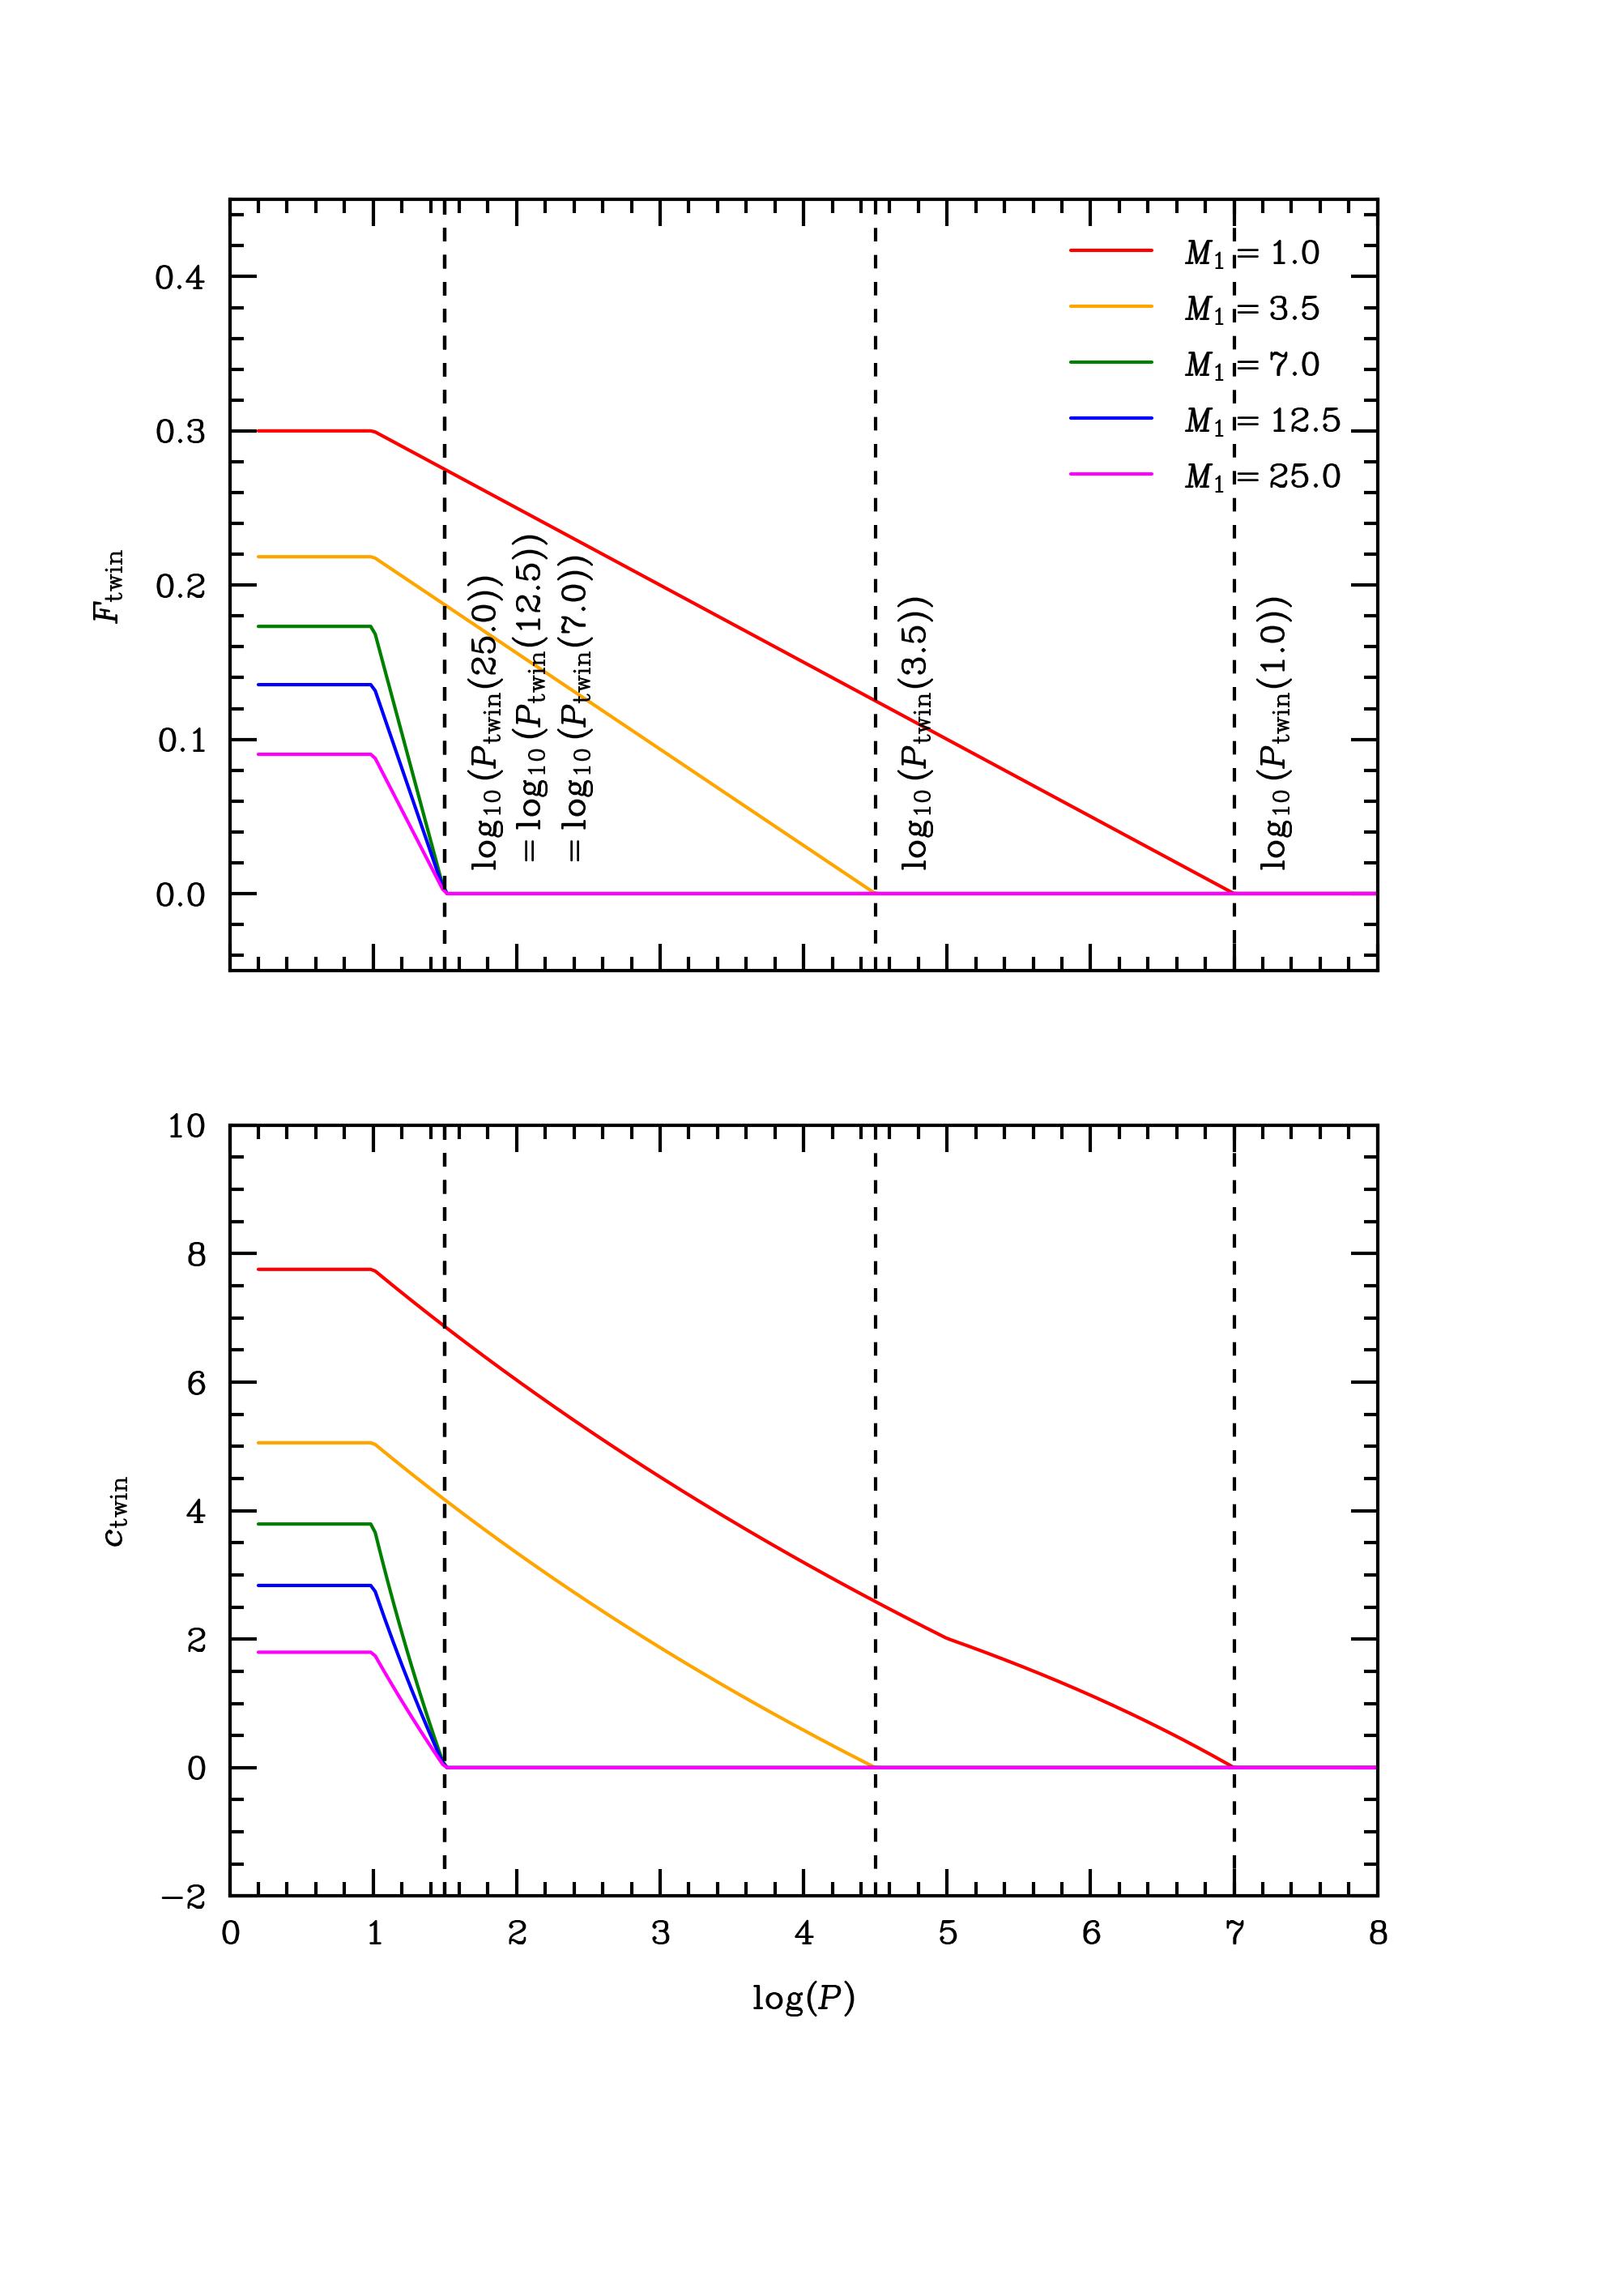 0.4
0.3
0.2
0.1
0.0
F_twin
M_1 = 1.0
M_1 = 3.5
M_1 = 7.0
M_1 = 12.5
M_1 = 25.0
log_10(P_twin(25.0))
= log_10(P_twin(12.5))
= log_10(P_twin(7.0))
log_10(P_twin(3.5))
log_10(P_twin(1.0))
10
8
6
4
2
0
−2
c_twin
0 1 2 3 4 5 6 7 8
log(P)